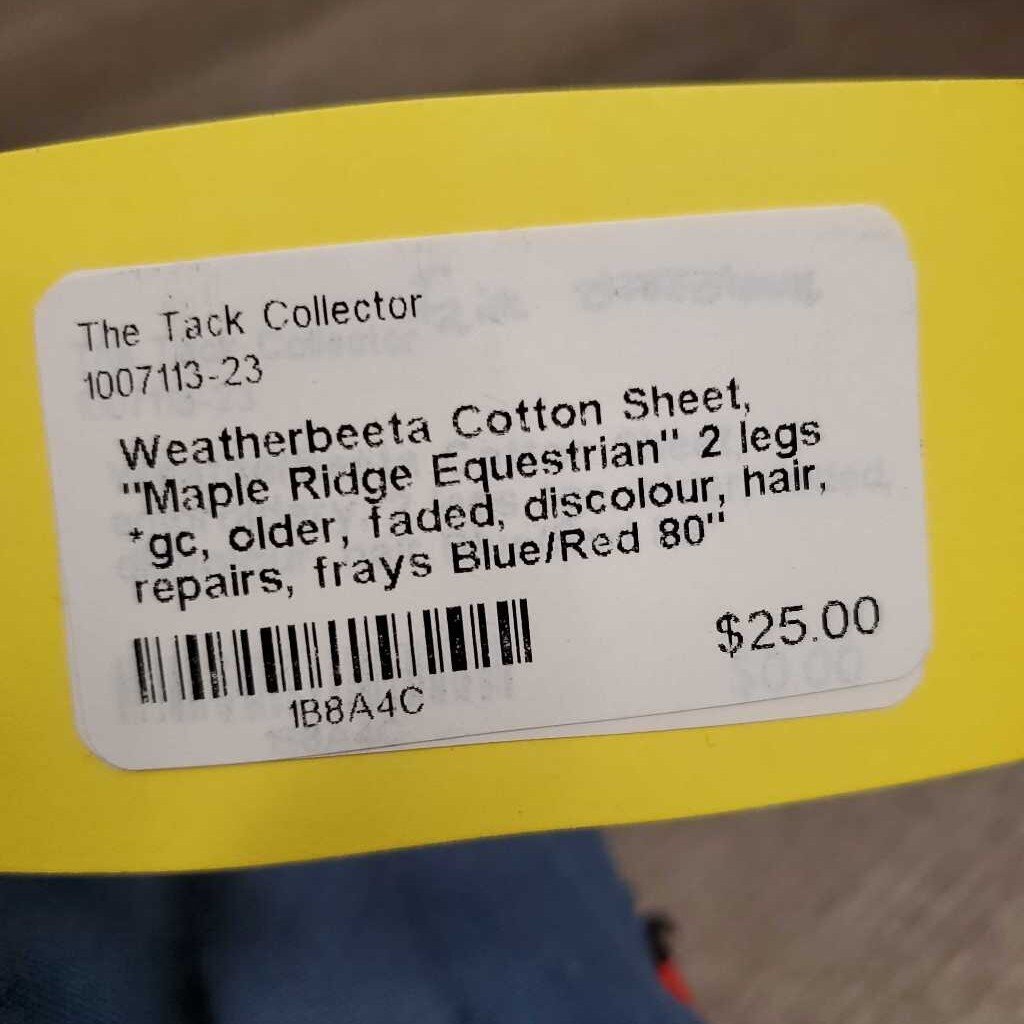 The Tack Collector
1007113-23
Weatherbeeta Cotton Sheet,
"Maple Ridge Equestrian" 2 legs
*gc, older, faded, discolour, hair,
repairs, frays Blue/Red 80"
$25.00
1B8A4C